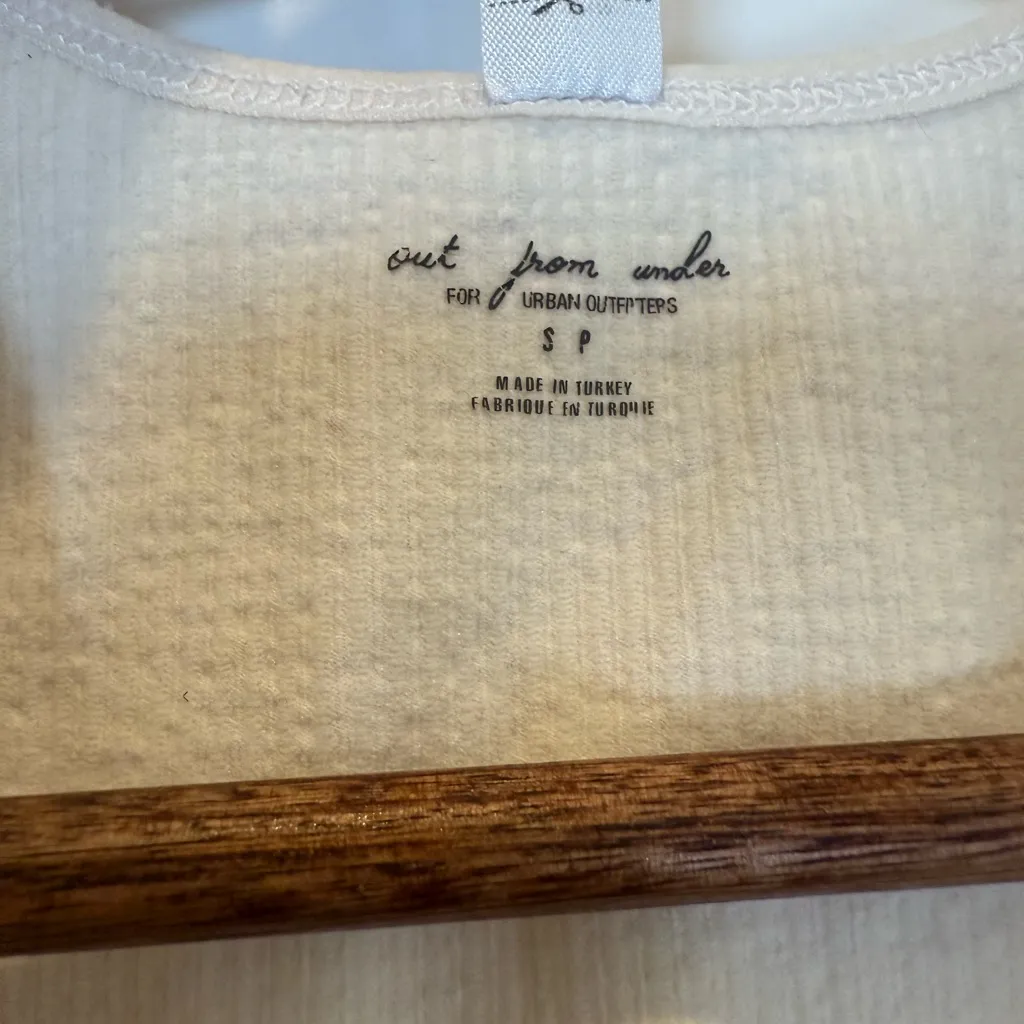 out from under
FOR URBAN OUTFITTERS
S P
MADE IN TURKEY
FABRIQUE EN TURQUIE